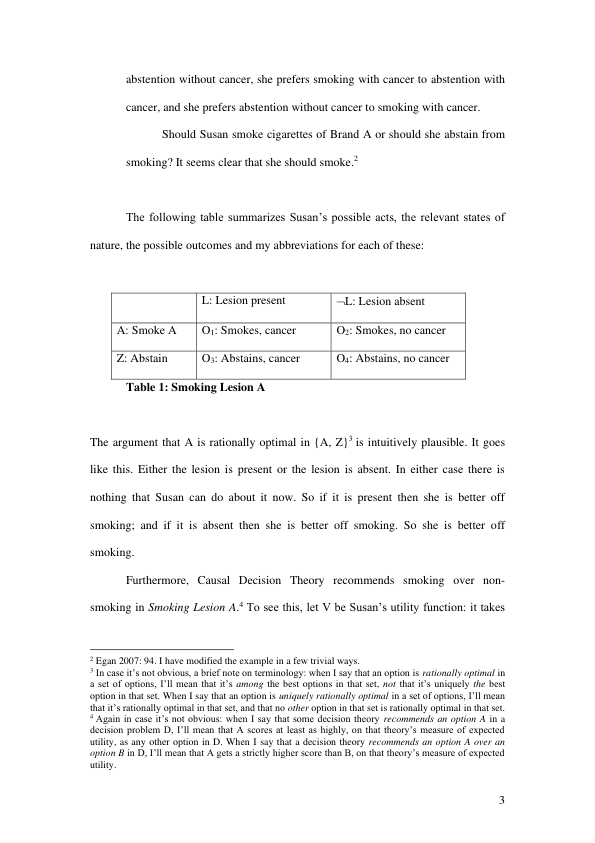 abstention without cancer, she prefers smoking with cancer to abstention with
cancer, and she prefers abstention without cancer to smoking with cancer.
Should Susan smoke cigarettes of Brand A or should she abstain from
smoking? It seems clear that she should smoke.²
The following table summarizes Susan’s possible acts, the relevant states of
nature, the possible outcomes and my abbreviations for each of these:
L: Lesion present ¬L: Lesion absent
A: Smoke A O₁: Smokes, cancer O₂: Smokes, no cancer
Z: Abstain O₃: Abstains, cancer O₄: Abstains, no cancer
Table 1: Smoking Lesion A
The argument that A is rationally optimal in {A, Z}³ is intuitively plausible. It goes
like this. Either the lesion is present or the lesion is absent. In either case there is
nothing that Susan can do about it now. So if it is present then she is better off
smoking; and if it is absent then she is better off smoking. So she is better off
smoking.
Furthermore, Causal Decision Theory recommends smoking over non-
smoking in Smoking Lesion A.⁴ To see this, let V be Susan’s utility function: it takes
² Egan 2007: 94. I have modified the example in a few trivial ways.
³ In case it’s not obvious, a brief note on terminology: when I say that an option is rationally optimal in
a set of options, I’ll mean that it’s among the best options in that set, not that it’s uniquely the best
option in that set. When I say that an option is uniquely rationally optimal in a set of options, I’ll mean
that it’s rationally optimal in that set, and that no other option in that set is rationally optimal in that set.
⁴ Again in case it’s not obvious: when I say that some decision theory recommends an option A in a
decision problem D, I’ll mean that A scores at least as highly, on that theory’s measure of expected
utility, as any other option in D. When I say that a decision theory recommends an option A over an
option B in D, I’ll mean that A gets a strictly higher score than B, on that theory’s measure of expected
utility.
3